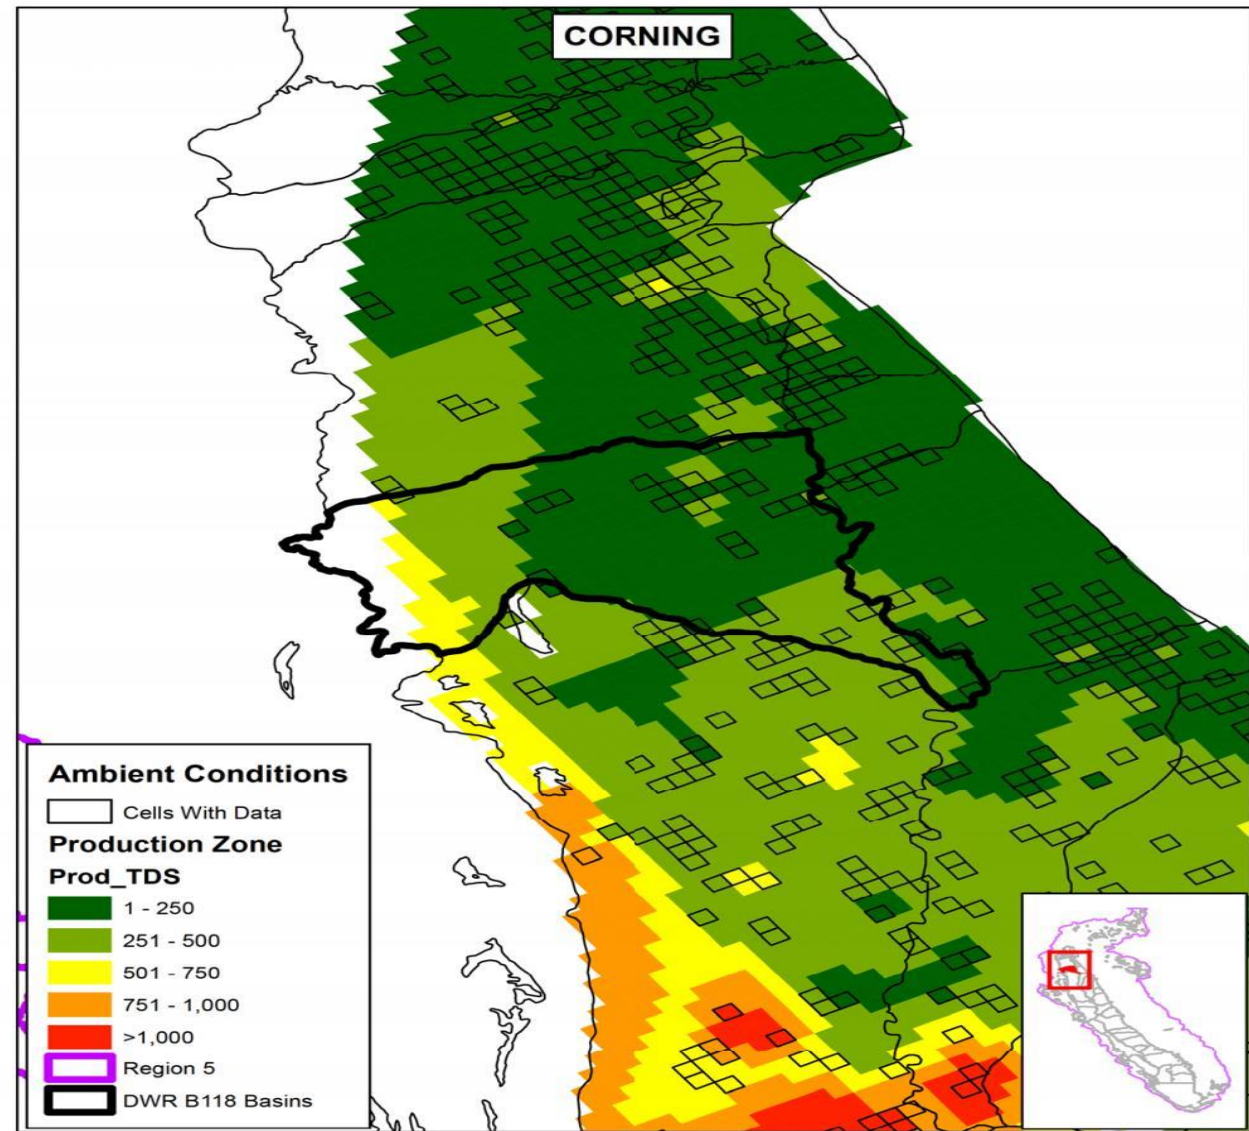 CORNING
Ambient Conditions
Cells With Data
Production Zone
Prod_TDS
1 - 250
251 - 500
501 - 750
751 - 1,000
>1,000
Region 5
DWR B118 Basins